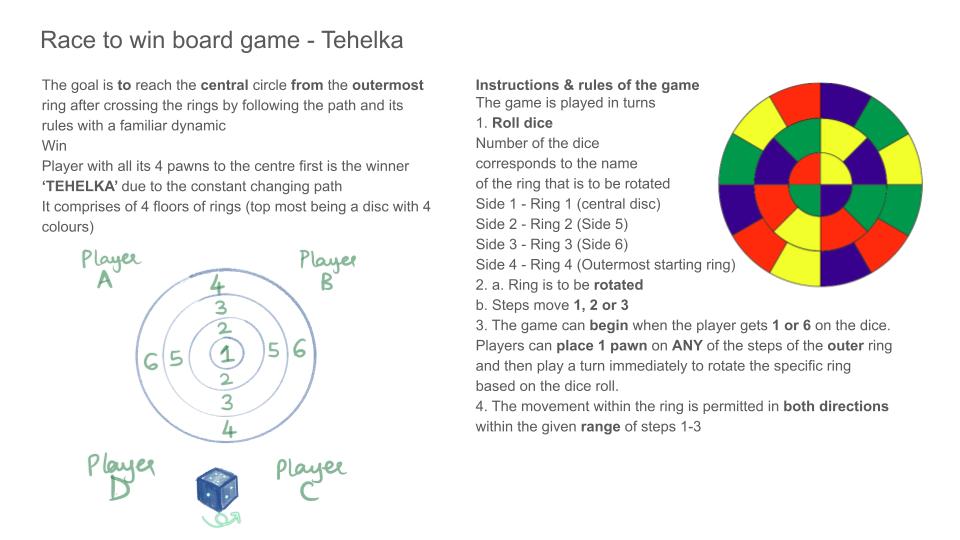 Race to win board game - Tehelka
The goal is to reach the central circle from the outermost
ring after crossing the rings by following the path and its
rules with a familiar dynamic
Win
Player with all its 4 pawns to the centre first is the winner
‘TEHELKA’ due to the constant changing path
It comprises of 4 floors of rings (top most being a disc with 4
colours)
Player
A
Player
B
4
3
2
6 5 1 5 6
2
3
4
Player
D
Player
C
Instructions & rules of the game
The game is played in turns
1. Roll dice
Number of the dice
corresponds to the name
of the ring that is to be rotated
Side 1 - Ring 1 (central disc)
Side 2 - Ring 2 (Side 5)
Side 3 - Ring 3 (Side 6)
Side 4 - Ring 4 (Outermost starting ring)
2. a. Ring is to be rotated
b. Steps move 1, 2 or 3
3. The game can begin when the player gets 1 or 6 on the dice.
Players can place 1 pawn on ANY of the steps of the outer ring
and then play a turn immediately to rotate the specific ring
based on the dice roll.
4. The movement within the ring is permitted in both directions
within the given range of steps 1-3